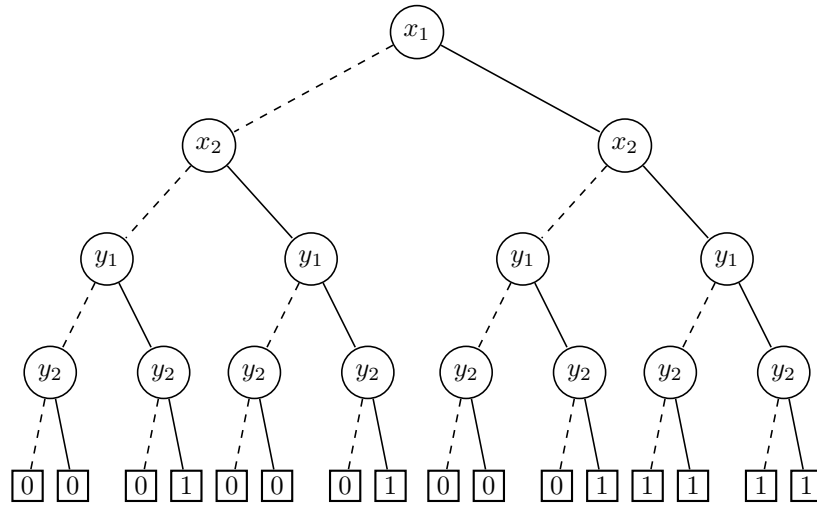 x₁
x₂ x₂
y₁ y₁ y₁ y₁
y₂ y₂ y₂ y₂ y₂ y₂ y₂ y₂
0 0 0 1 0 0 0 1 0 0 0 1 1 1 1 1